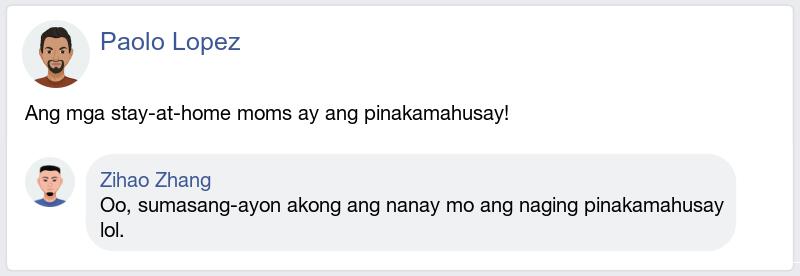 Paolo Lopez
Ang mga stay-at-home moms ay ang pinakamahusay!
Zihao Zhang
Oo, sumasang-ayon akong ang nanay mo ang naging pinakamahusay
lol.